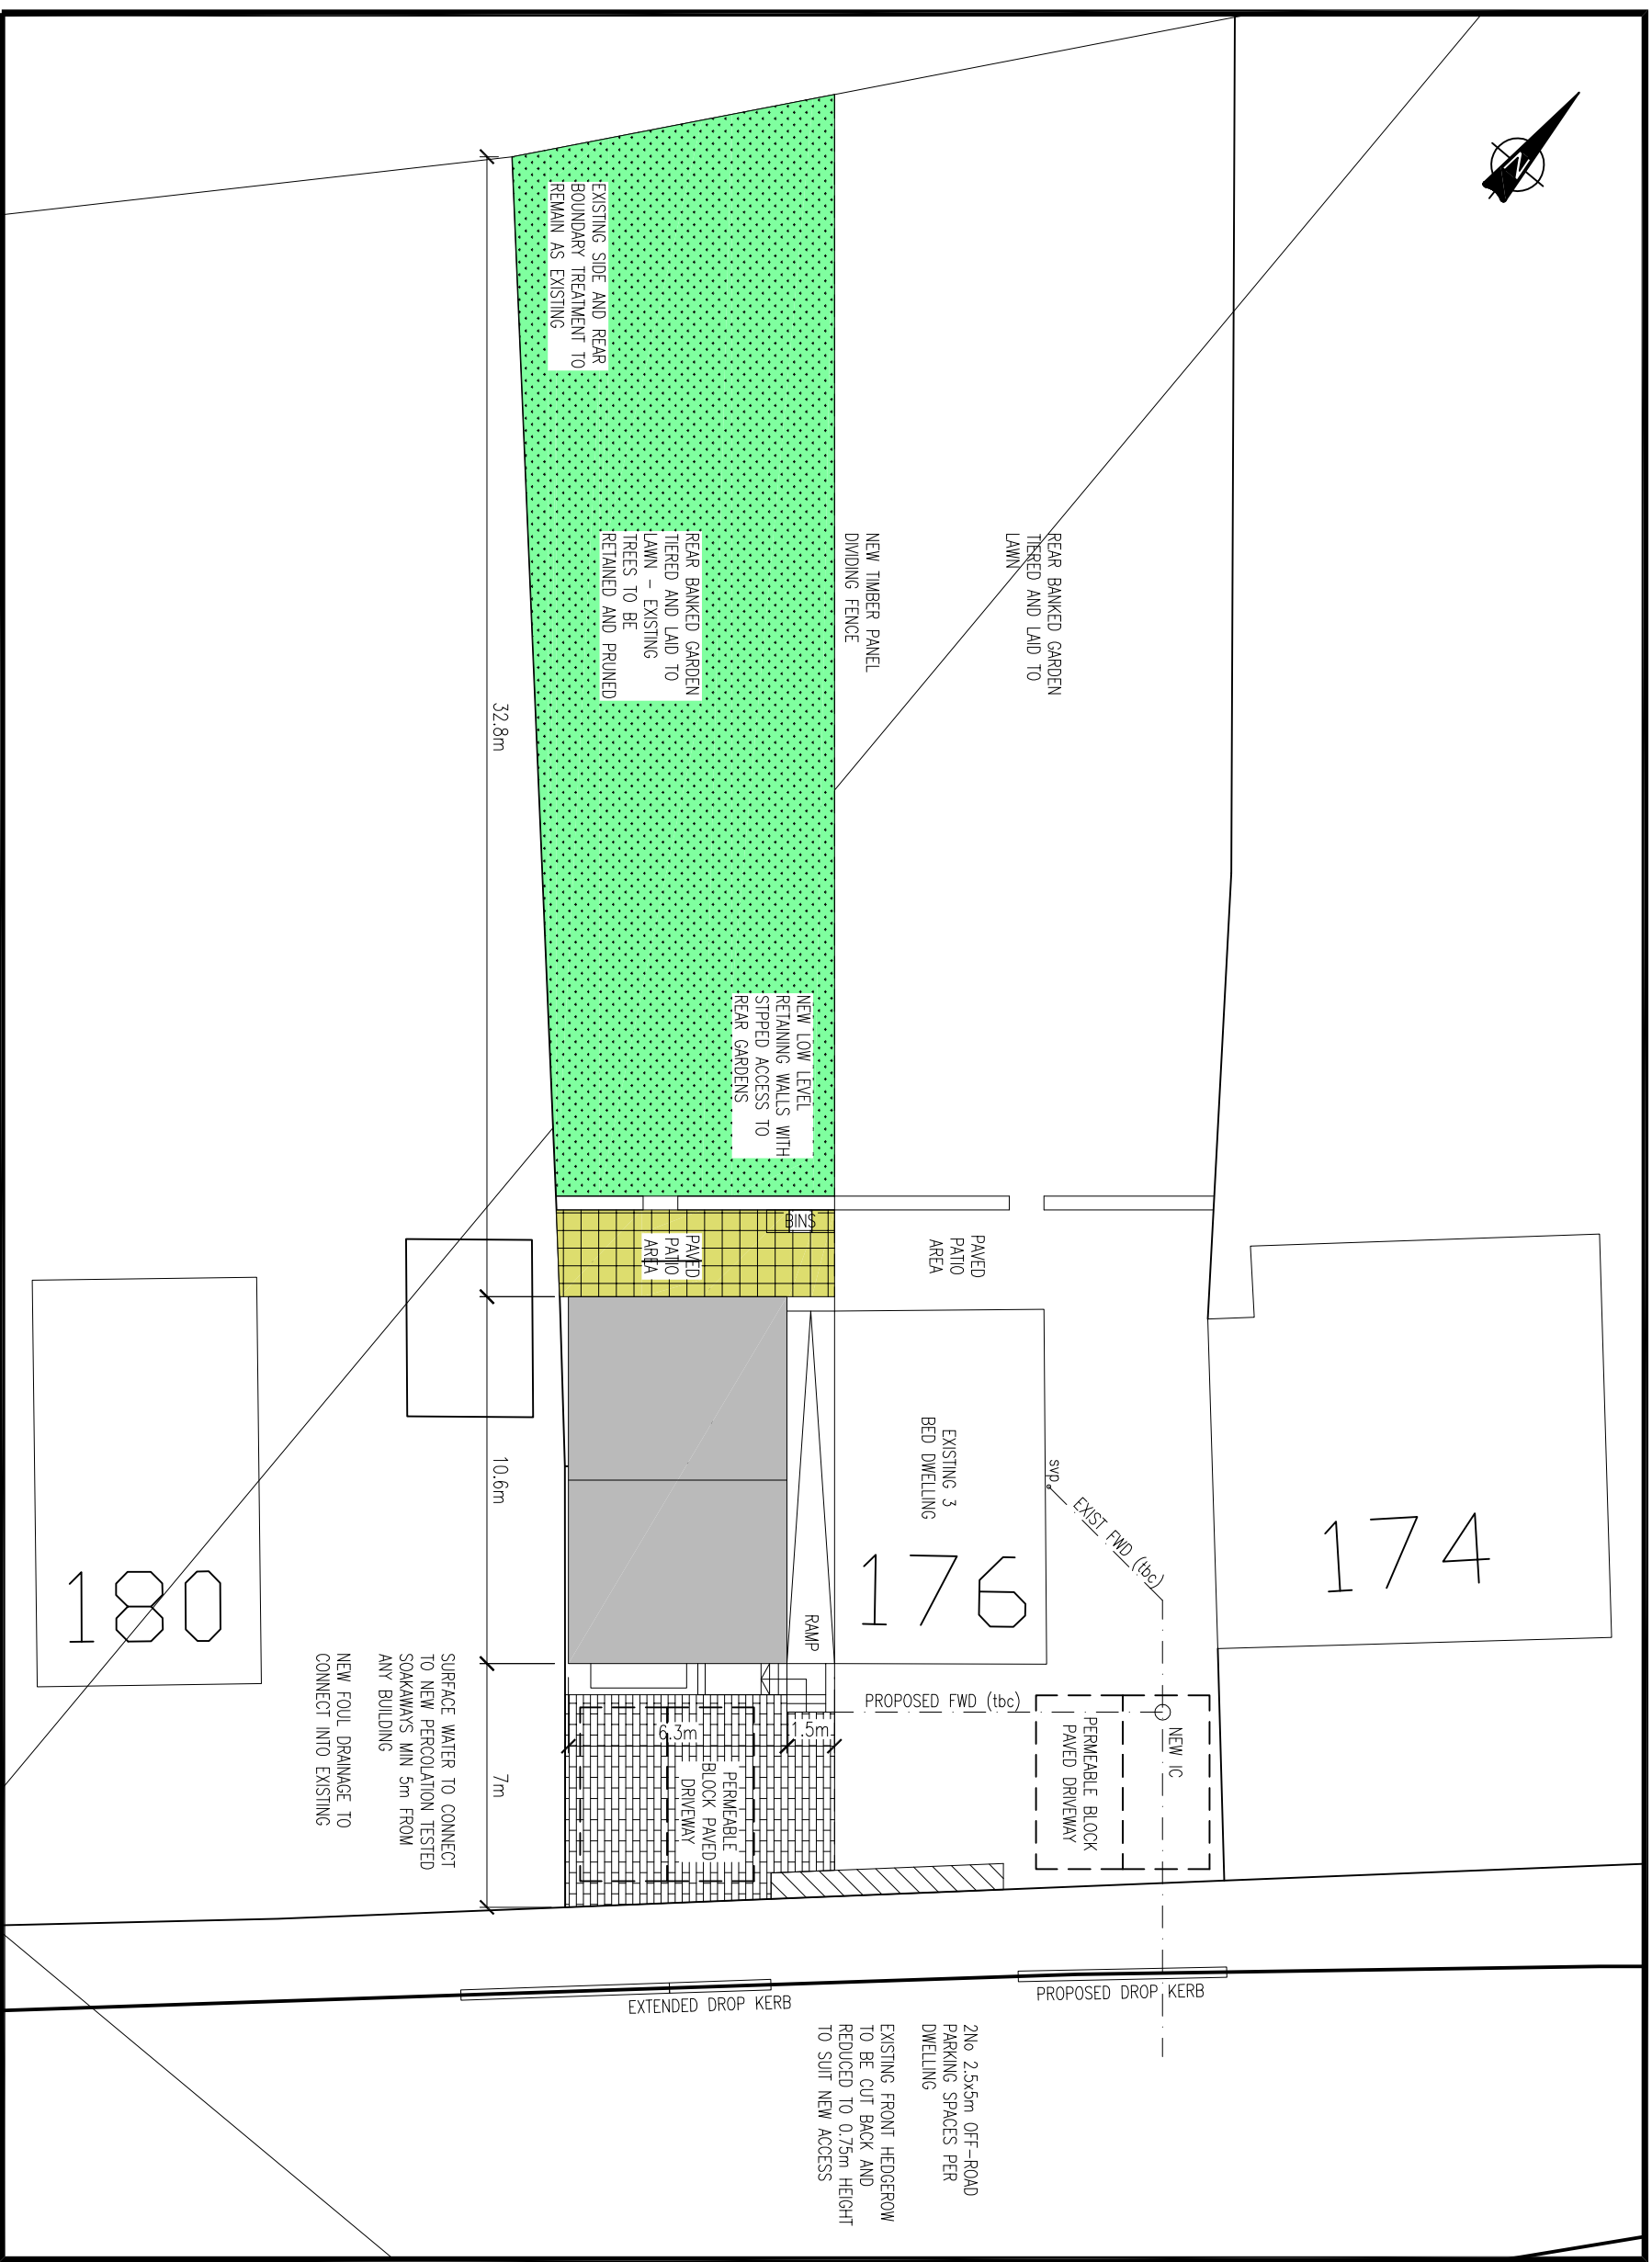 N
EXISTING SIDE AND REAR
BOUNDARY TREATMENT TO
REMAIN AS EXISTING
REAR BANKED GARDEN
TIERED AND LAID TO
LAWN - EXISTING
TREES TO BE
RETAINED AND PRUNED
NEW TIMBER PANEL
DIVIDING FENCE
REAR BANKED GARDEN
TIERED AND LAID TO
LAWN
32.8m
NEW LOW LEVEL
RETAINING WALLS WITH
STPPED ACCESS TO
REAR GARDENS
BINS
PAVED
PATIO
AREA
PAVED
PATIO
AREA
10.6m
EXISTING 3
BED DWELLING
svp
EXIST FWD (tbc)
180
176
174
RAMP
PROPOSED FWD (tbc)
NEW IC
6.3m
1.5m
7m
PERMEABLE
BLOCK PAVED
DRIVEWAY
PERMEABLE BLOCK
PAVED DRIVEWAY
SURFACE WATER TO CONNECT
TO NEW PERCOLATION TESTED
SOAKAWAYS MIN 5m FROM
ANY BUILDING
NEW FOUL DRAINAGE TO
CONNECT INTO EXISTING
EXTENDED DROP KERB
PROPOSED DROP KERB
2No 2.5x5m OFF-ROAD
PARKING SPACES PER
DWELLING
EXISTING FRONT HEDGEROW
TO BE CUT BACK AND
REDUCED TO 0.75m HEIGHT
TO SUIT NEW ACCESS